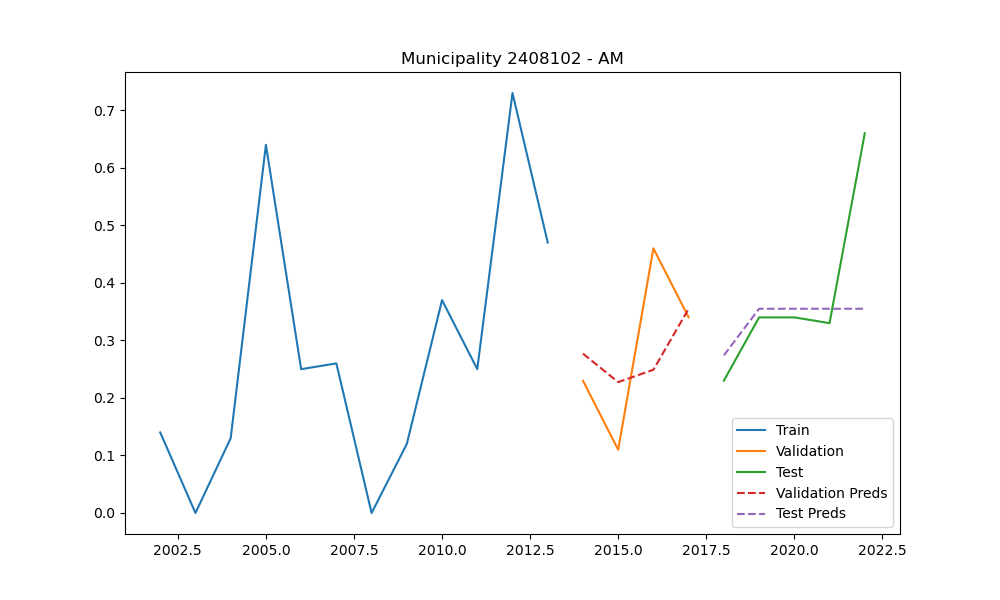 Municipality 2408102 - AM
0.7
0.6
0.5
0.4
0.3
0.2
0.1
0.0
2002.5 2005.0 2007.5 2010.0 2012.5 2015.0 2017.5 2020.0 2022.5
Train
Validation
Test
Validation Preds
Test Preds